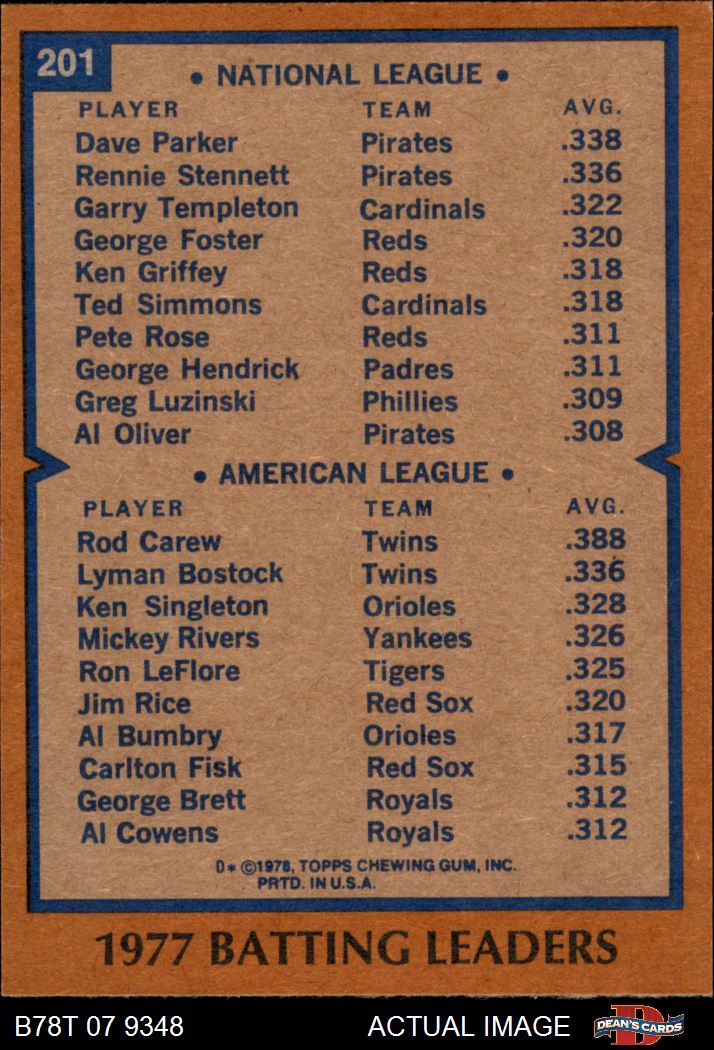 201
• NATIONAL LEAGUE •
PLAYER TEAM AVG.
Dave Parker Pirates .338
Rennie Stennett Pirates .336
Garry Templeton Cardinals .322
George Foster Reds .320
Ken Griffey Reds .318
Ted Simmons Cardinals .318
Pete Rose Reds .311
George Hendrick Padres .311
Greg Luzinski Phillies .309
Al Oliver Pirates .308
• AMERICAN LEAGUE •
PLAYER TEAM AVG.
Rod Carew Twins .388
Lyman Bostock Twins .336
Ken Singleton Orioles .328
Mickey Rivers Yankees .326
Ron LeFlore Tigers .325
Jim Rice Red Sox .320
Al Bumbry Orioles .317
Carlton Fisk Red Sox .315
George Brett Royals .312
Al Cowens Royals .312
D* ©1978, TOPPS CHEWING GUM, INC.
PRTD. IN U.S.A.
1977 BATTING LEADERS
B78T 07 9348 ACTUAL IMAGE D DEAN'S CARDS